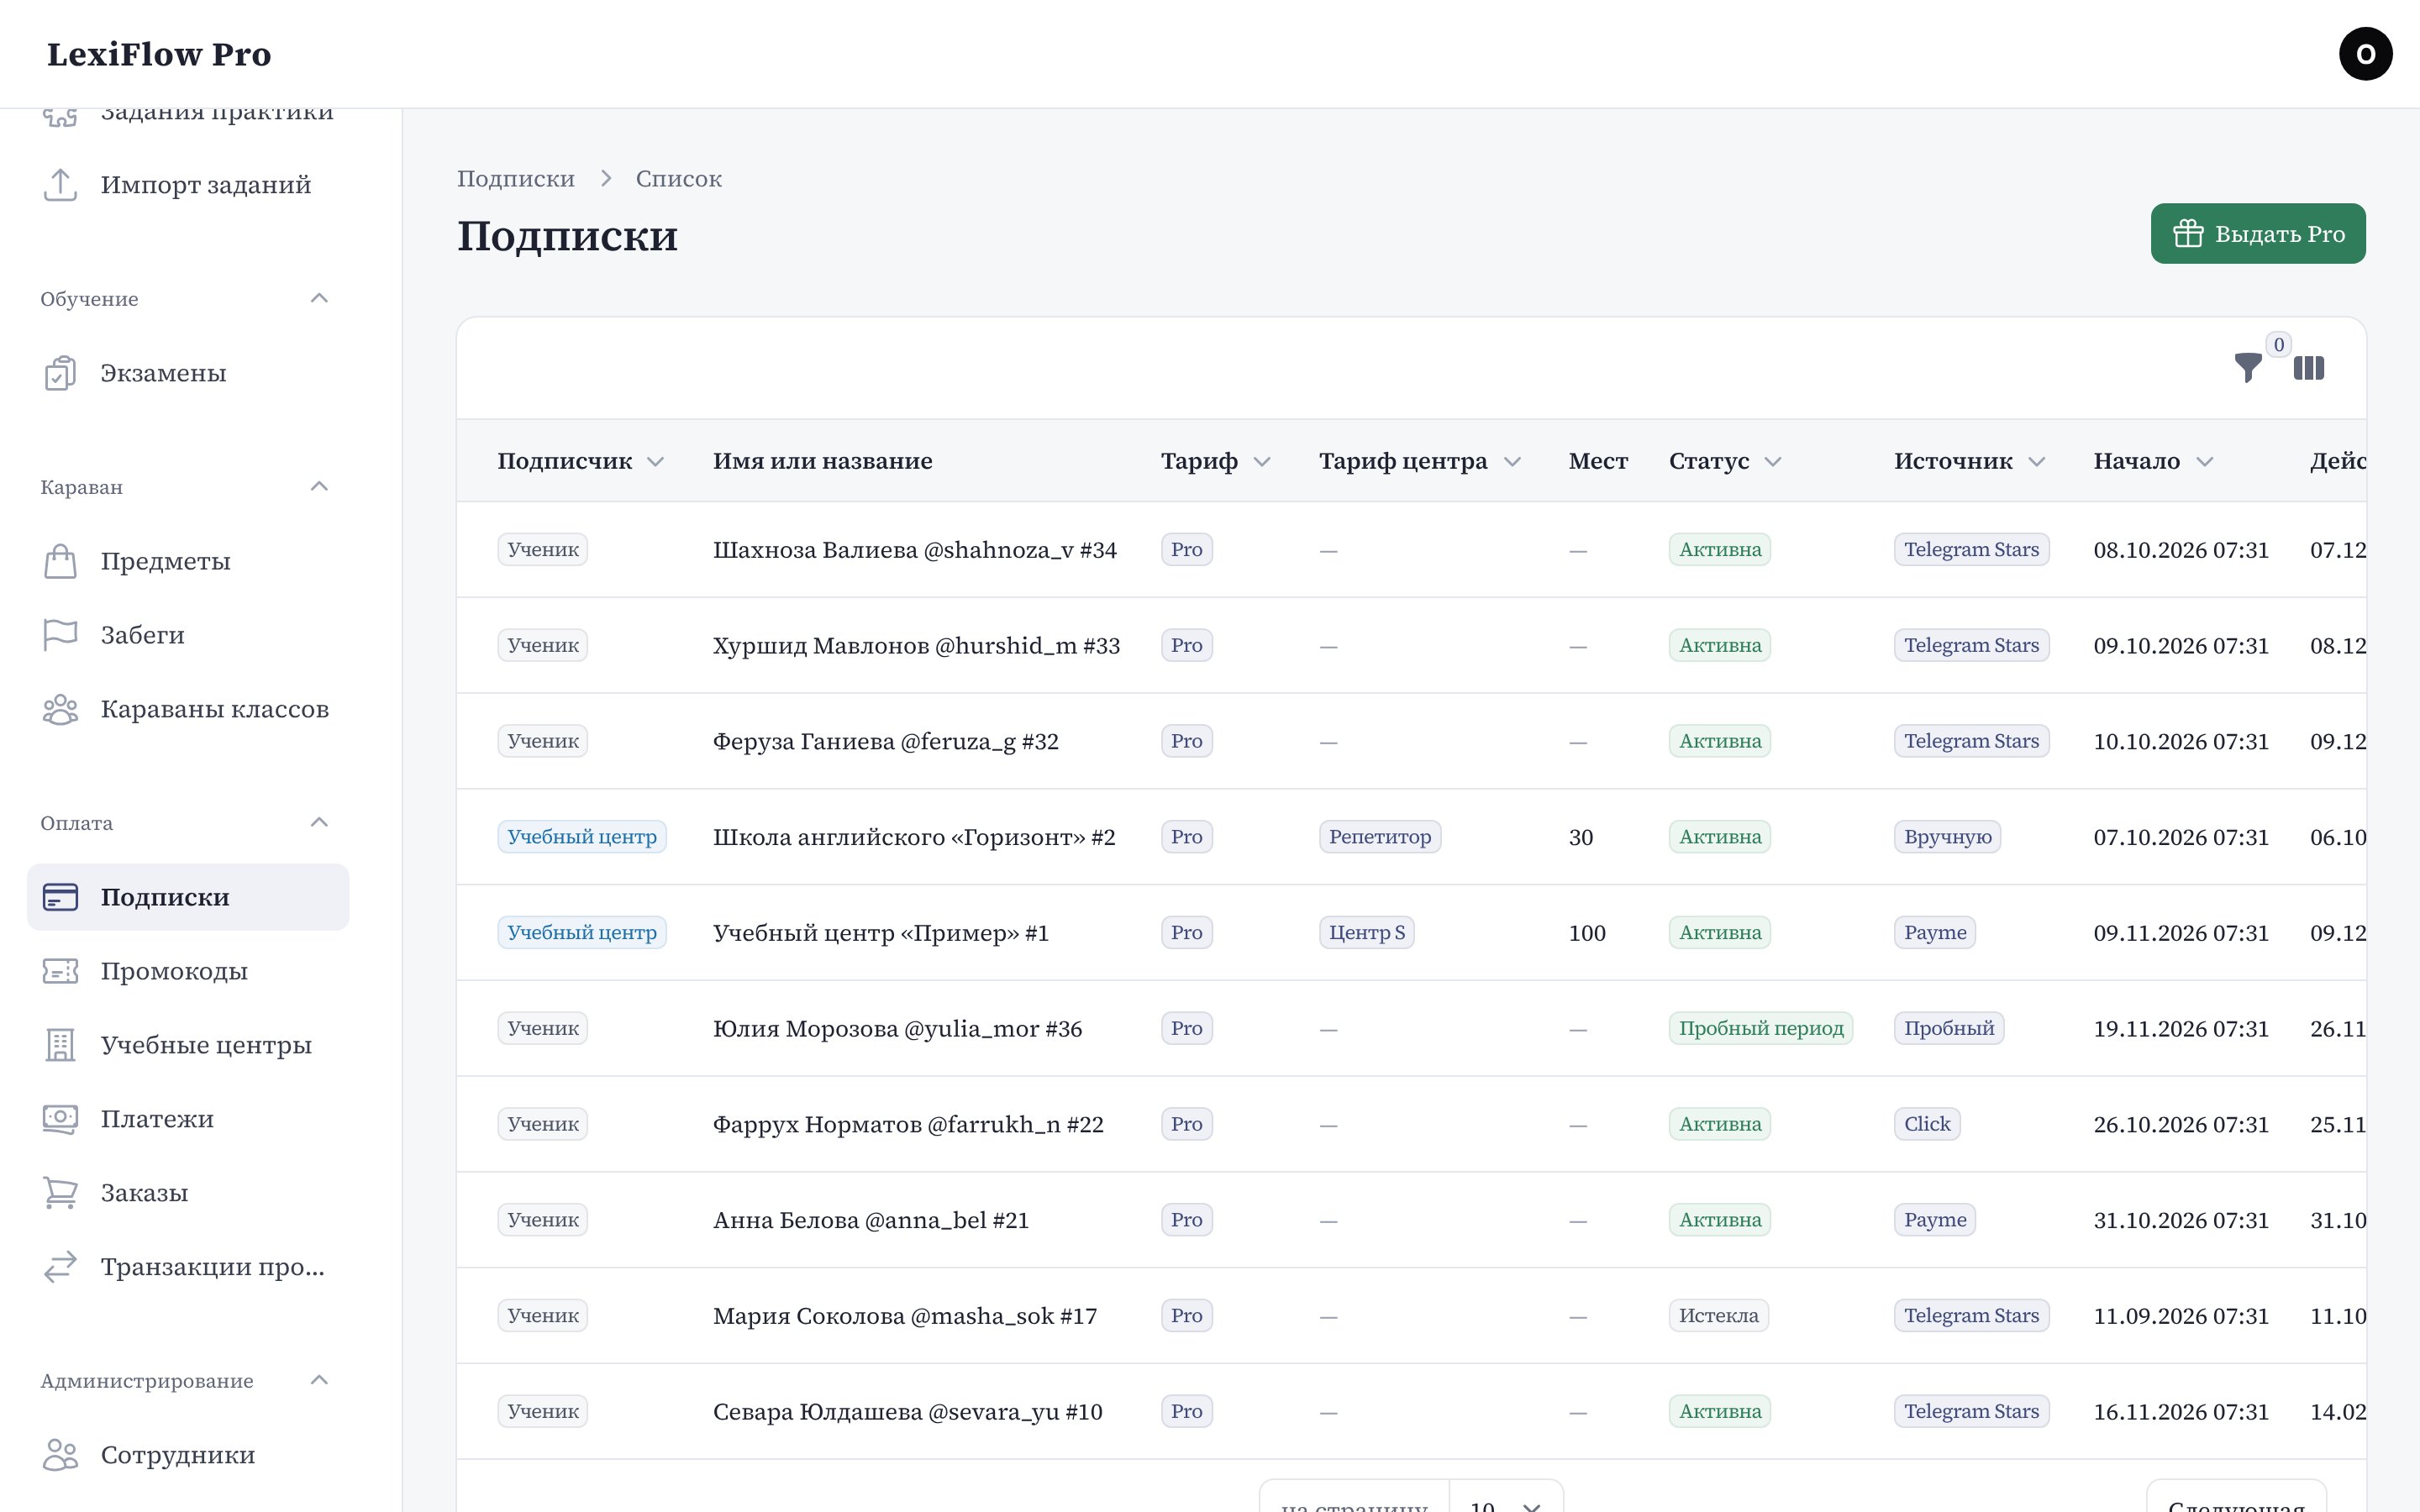 LexiFlow Pro
O
Задания практики
Импорт заданий
Обучение
Экзамены
Караван
Предметы
Забеги
Караваны классов
Оплата
Подписки
Промокоды
Учебные центры
Платежи
Заказы
Транзакции про...
Администрирование
Сотрудники
Подписки > Список
Подписки
Выдать Pro
0
Подписчик Имя или название Тариф Тариф центра Мест Статус Источник Начало Дейс
Ученик Шахноза Валиева @shahnoza_v #34 Pro — — Активна Telegram Stars 08.10.2026 07:31 07.12
Ученик Хуршид Мавлонов @hurshid_m #33 Pro — — Активна Telegram Stars 09.10.2026 07:31 08.12
Ученик Феруза Ганиева @feruza_g #32 Pro — — Активна Telegram Stars 10.10.2026 07:31 09.12
Учебный центр Школа английского «Горизонт» #2 Pro Репетитор 30 Активна Вручную 07.10.2026 07:31 06.10
Учебный центр Учебный центр «Пример» #1 Pro Центр S 100 Активна Payme 09.11.2026 07:31 09.12
Ученик Юлия Морозова @yulia_mor #36 Pro — — Пробный период Пробный 19.11.2026 07:31 26.11
Ученик Фаррух Норматов @farrukh_n #22 Pro — — Активна Click 26.10.2026 07:31 25.11
Ученик Анна Белова @anna_bel #21 Pro — — Активна Payme 31.10.2026 07:31 31.10
Ученик Мария Соколова @masha_sok #17 Pro — — Истекла Telegram Stars 11.09.2026 07:31 11.10
Ученик Севара Юлдашева @sevara_yu #10 Pro — — Активна Telegram Stars 16.11.2026 07:31 14.02
на страницу 10 Следующая